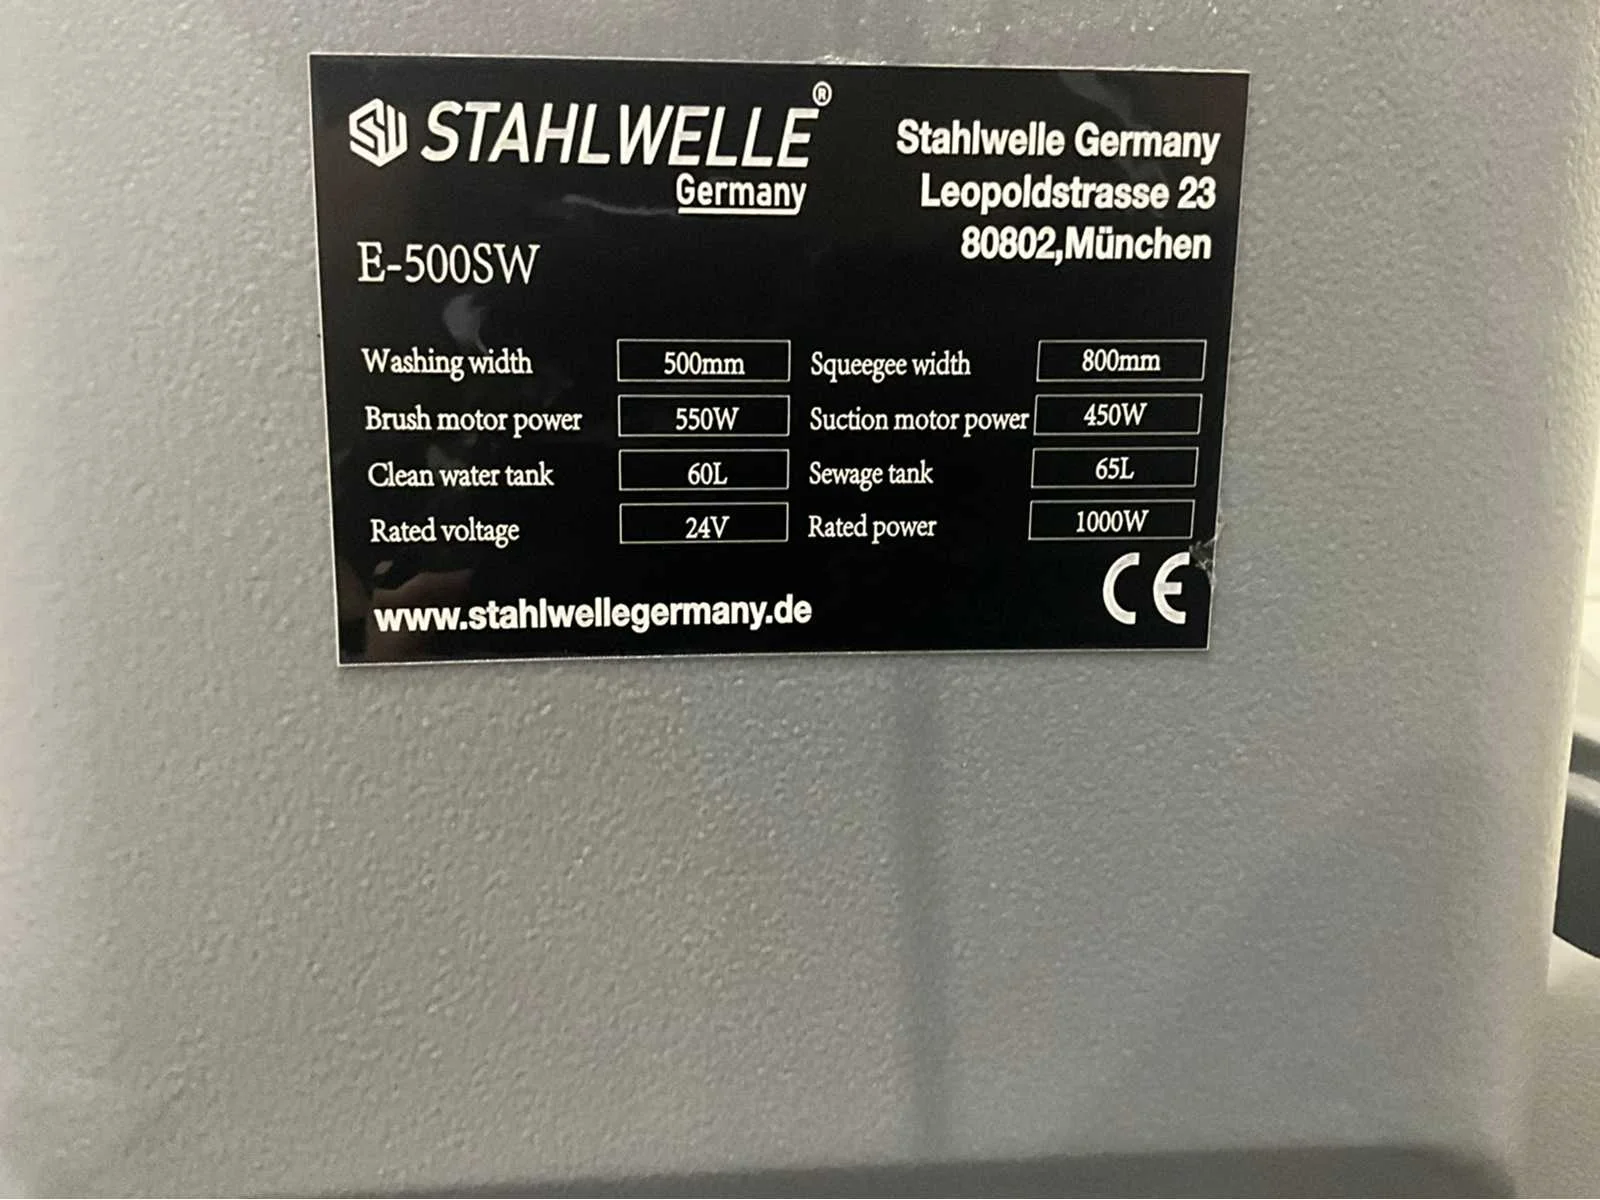 SW STAHLWELLE®
Germany
Stahlwelle Germany
Leopoldstrasse 23
80802,München
E-500SW
Washing width 500mm Squeegee width 800mm
Brush motor power 550W Suction motor power 450W
Clean water tank 60L Sewage tank 65L
Rated voltage 24V Rated power 1000W
www.stahlwellegermany.de
CE